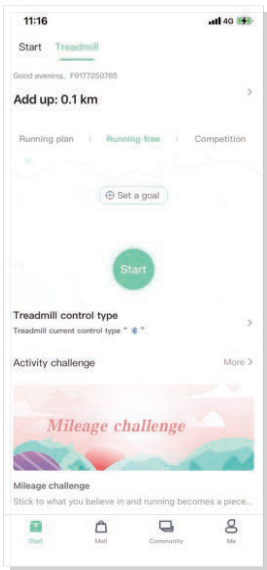 11:16 4G
Start Treadmill
Good evening, F9177250765
Add up: 0.1 km
Running plan Running free Competition
Set a goal
Start
Treadmill control type
Treadmill current control type " "
Activity challenge More
Mileage challenge
Mileage challenge
Stick to what you believe in and running becomes a piece...
Start Mall Community Me